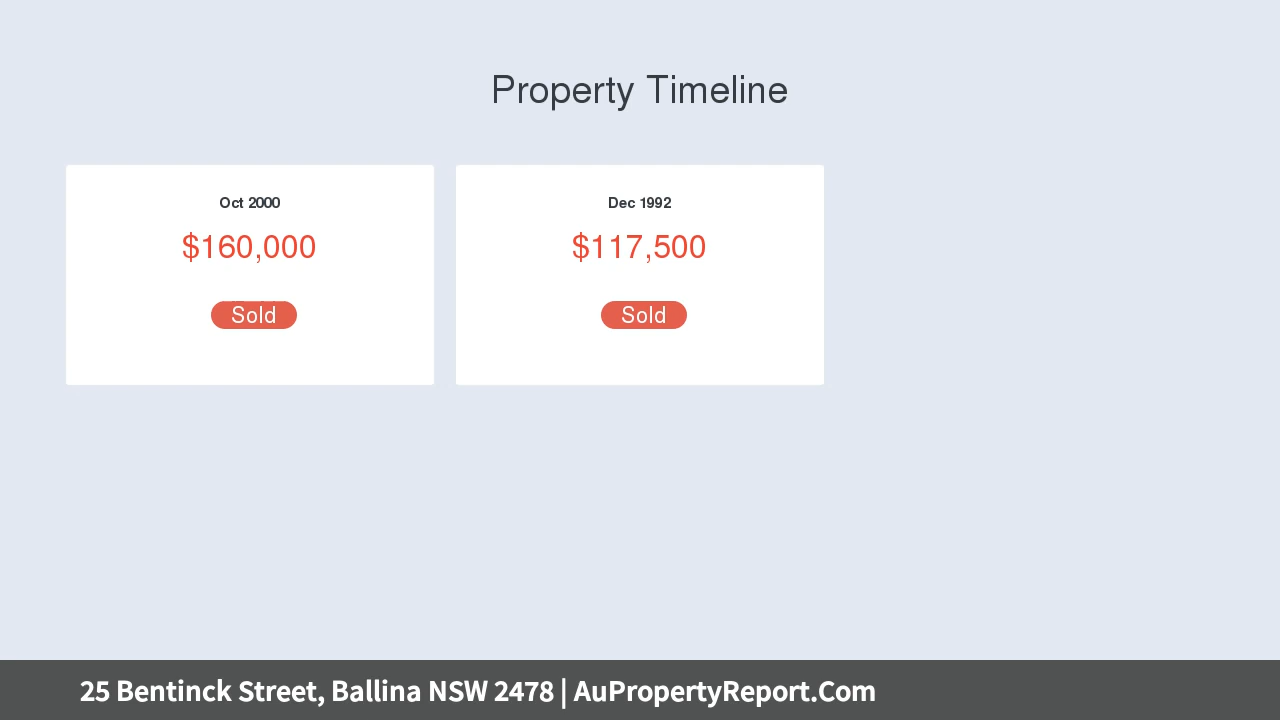 Property Timeline
Oct 2000
$160,000
Sold
Dec 1992
$117,500
Sold
25 Bentinck Street, Ballina NSW 2478 | AuPropertyReport.Com